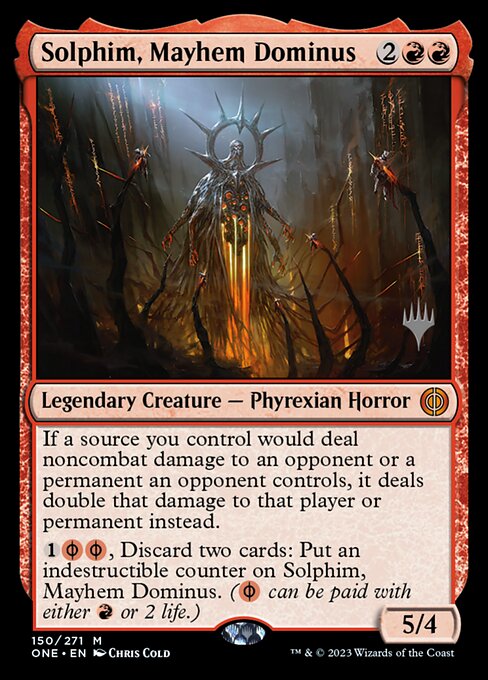 Solphim, Mayhem Dominus 2
Legendary Creature — Phyrexian Horror
If a source you control would deal
noncombat damage to an opponent or a
permanent an opponent controls, it deals
double that damage to that player or
permanent instead.
1, Discard two cards: Put an
indestructible counter on Solphim,
Mayhem Dominus. ( can be paid with
either or 2 life.)
5/4
150/271 M
ONE • EN Chris Cold
™ & © 2023 Wizards of the Coast